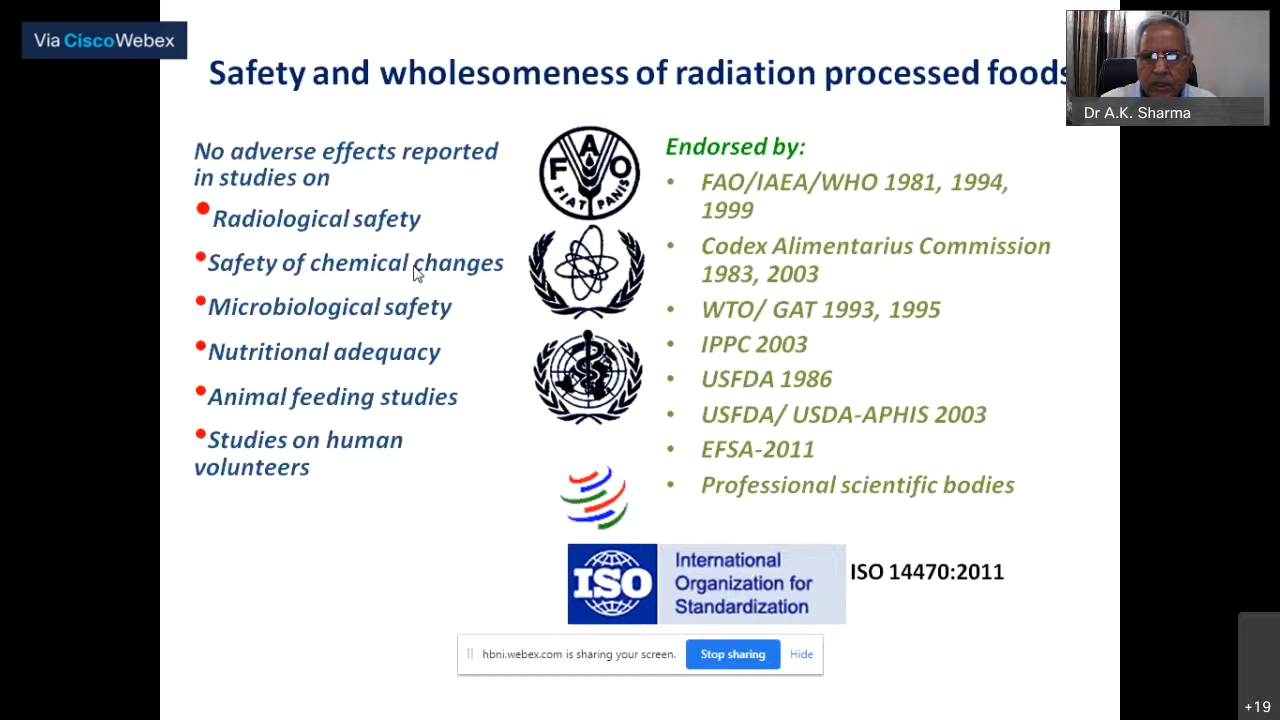 Via CiscoWebex
Safety and wholesomeness of radiation processed foods
Dr A.K. Sharma
No adverse effects reported
in studies on
• Radiological safety
• Safety of chemical changes
• Microbiological safety
• Nutritional adequacy
• Animal feeding studies
• Studies on human
volunteers
F A O
FIAT PANIS
Endorsed by:
• FAO/IAEA/WHO 1981, 1994,
1999
• Codex Alimentarius Commission
1983, 2003
• WTO/ GAT 1993, 1995
• IPPC 2003
• USFDA 1986
• USFDA/ USDA-APHIS 2003
• EFSA-2011
• Professional scientific bodies
ISO
International
Organization for
Standardization
ISO 14470:2011
hbni.webex.com is sharing your screen.
Stop sharing
Hide
+19